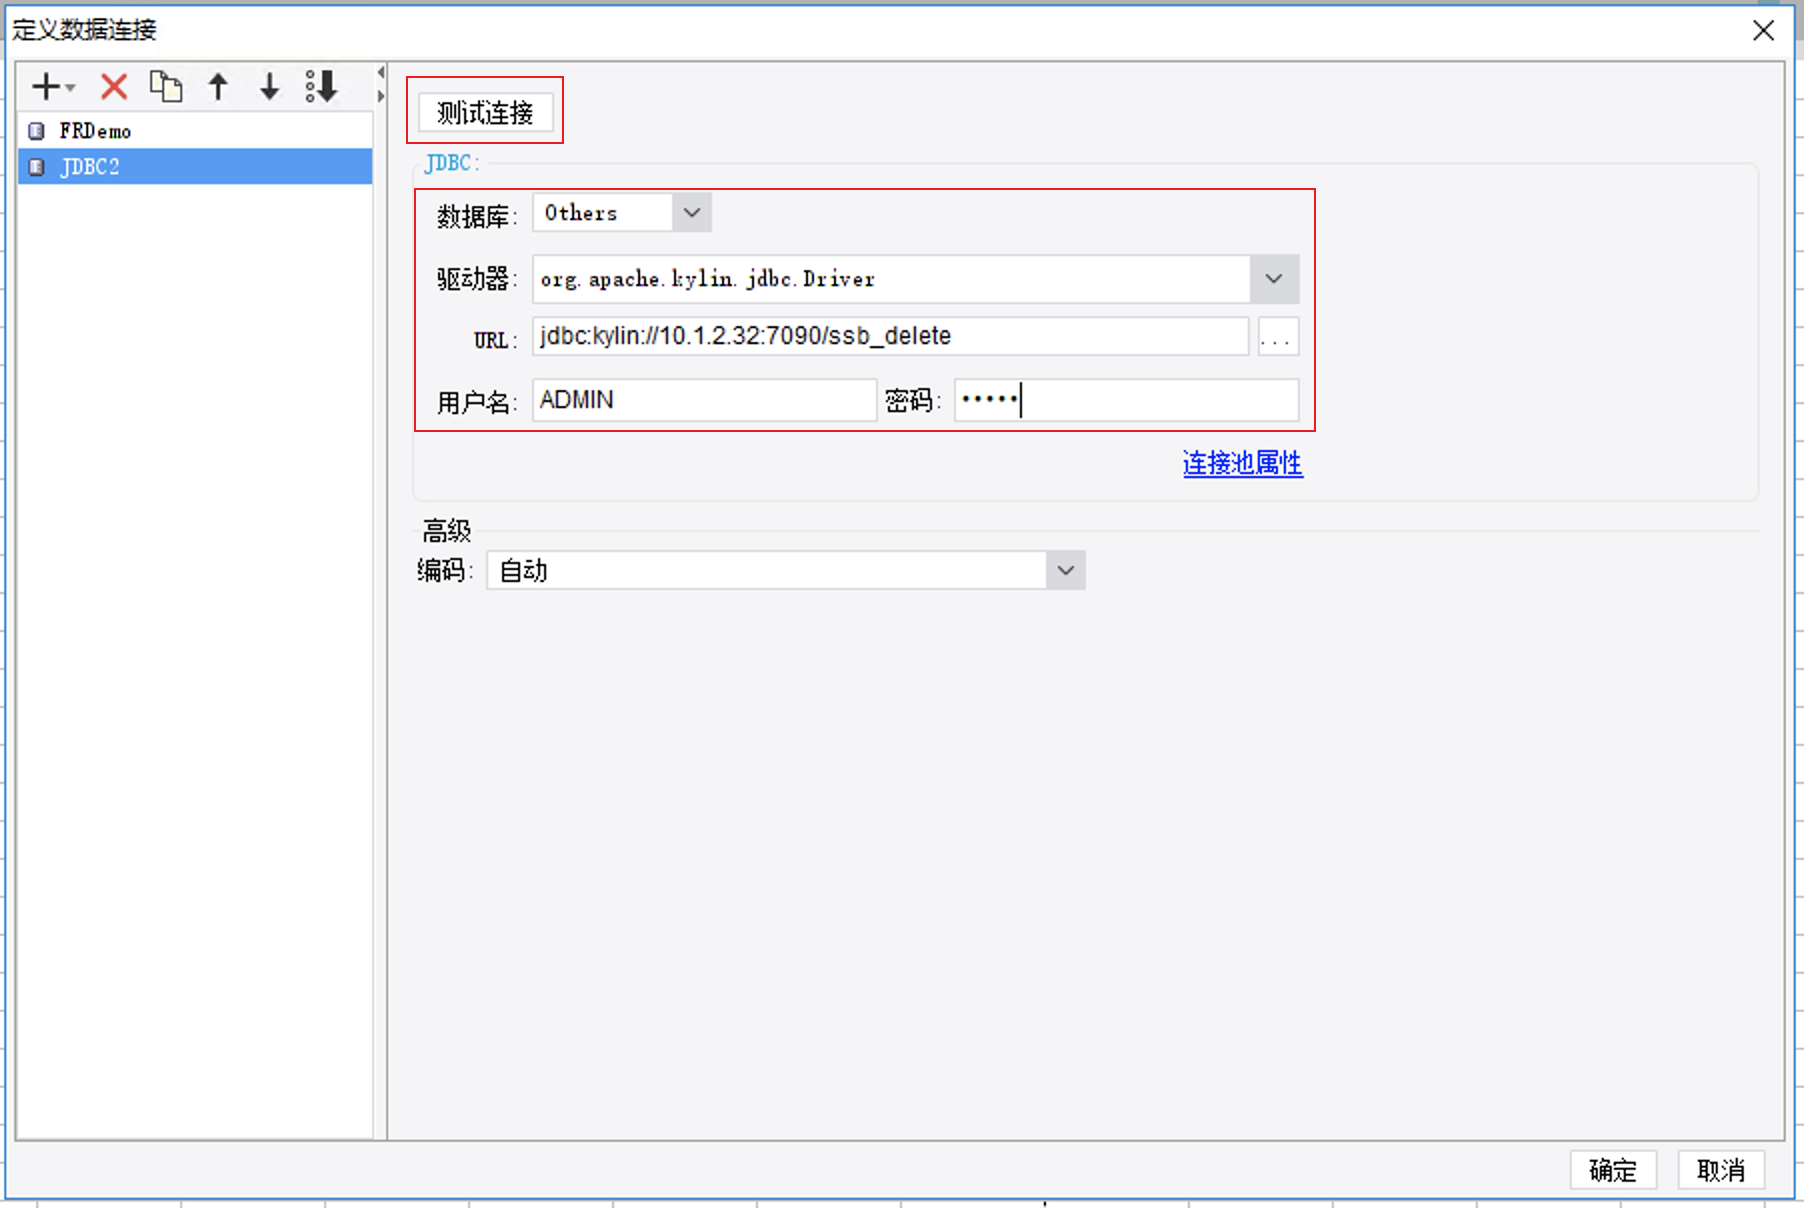 定义数据连接
FRDemo
JDBC2
测试连接
JDBC:
数据库: Others
驱动器: org.apache.kylin.jdbc.Driver
URL: jdbc:kylin://10.1.2.32:7090/ssb_delete ...
用户名: ADMIN 密码: •••••
连接池属性
高级
编码: 自动
确定 取消